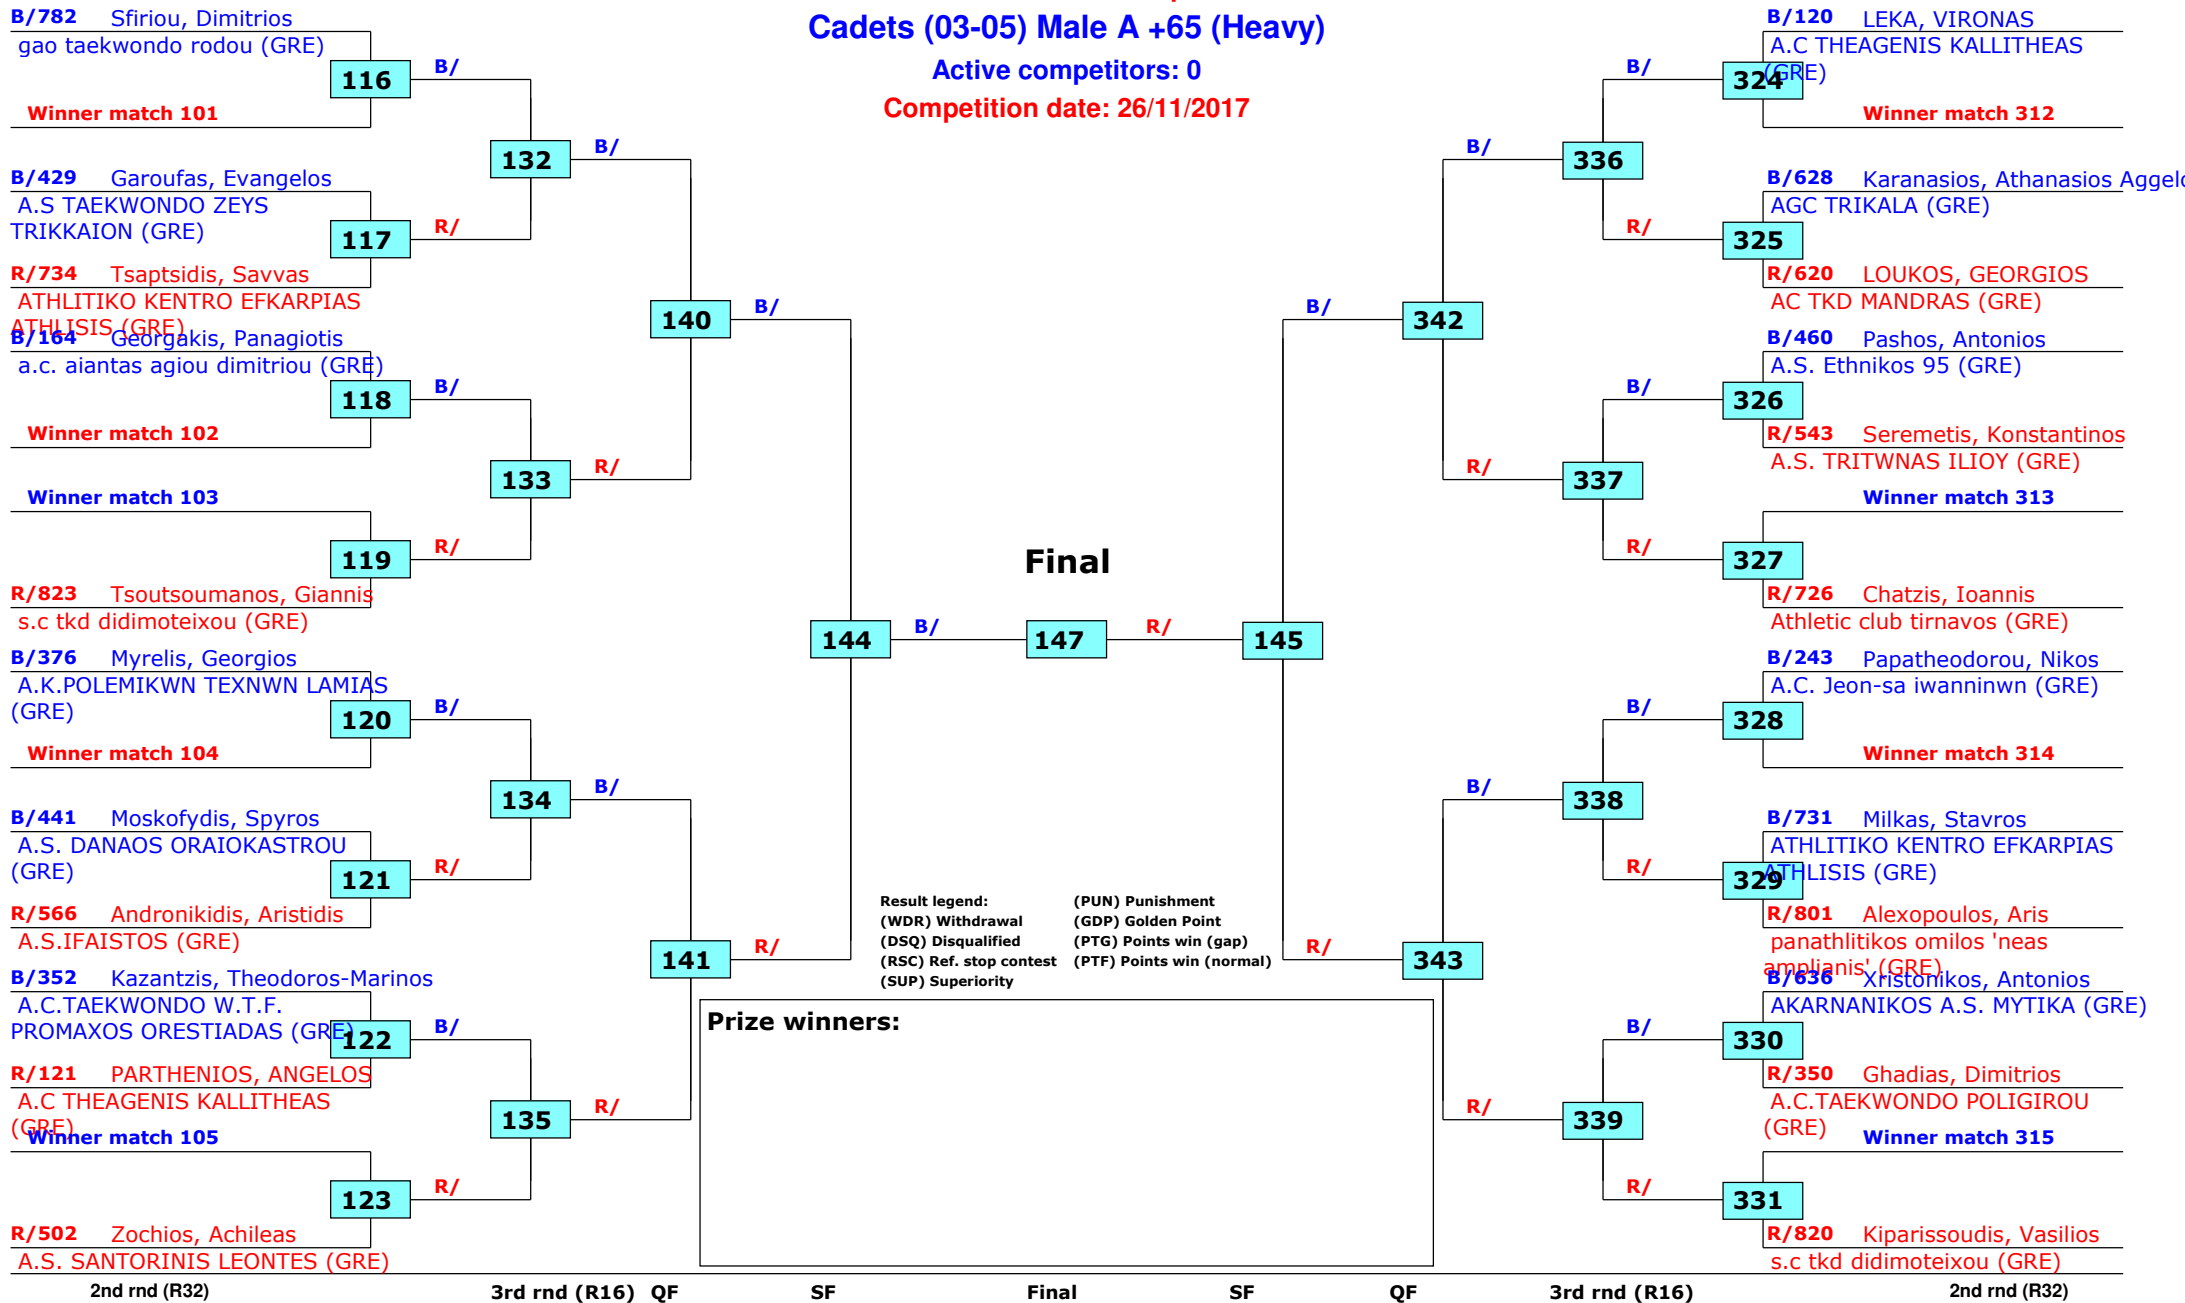 Cadets (03-05) Male A +65 (Heavy)
Active competitors: 0
Competition date: 26/11/2017
B/782 Sfiriou, Dimitrios
gao taekwondo rodou (GRE)
116
B/
Winner match 101
132
B/
B/429 Garoufas, Evangelos
A.S TAEKWONDO ZEYS
TRIKKAION (GRE)
117
R/
R/734 Tsaptsidis, Savvas
ATHLITIKO KENTRO EFKARPIAS
ATHLISIS (GRE)
140
B/
B/164 Georgakis, Panagiotis
a.c. aiantas agiou dimitriou (GRE)
118
B/
Winner match 102
133
R/
Winner match 103
119
R/
R/823 Tsoutsoumanos, Giannis
s.c tkd didimoteixou (GRE)
144
B/
B/376 Myrelis, Georgios
A.K.POLEMIKWN TEXNWN LAMIAS
(GRE)
120
B/
Winner match 104
134
B/
B/441 Moskofydis, Spyros
A.S. DANAOS ORAIOKASTROU
(GRE)
121
R/
R/566 Andronikidis, Aristidis
A.S.IFAISTOS (GRE)
141
R/
B/352 Kazantzis, Theodoros-Marinos
A.C.TAEKWONDO W.T.F.
PROMAXOS ORESTIADAS (GRE)
122
B/
R/121 PARTHENIOS, ANGELOS
A.C THEAGENIS KALLITHEAS
(GRE)
135
R/
Winner match 105
123
R/
R/502 Zochios, Achileas
A.S. SANTORINIS LEONTES (GRE)
Final
147
R/
145
B/120 LEKA, VIRONAS
A.C THEAGENIS KALLITHEAS
(GRE)
B/
324
Winner match 312
B/
336
B/628 Karanasios, Athanasios Aggelo
AGC TRIKALA (GRE)
R/
325
R/620 LOUKOS, GEORGIOS
AC TKD MANDRAS (GRE)
B/
342
B/460 Pashos, Antonios
A.S. Ethnikos 95 (GRE)
B/
326
R/543 Seremetis, Konstantinos
A.S. TRITWNAS ILIOY (GRE)
R/
337
Winner match 313
R/
327
R/726 Chatzis, Ioannis
Athletic club tirnavos (GRE)
B/243 Papatheodorou, Nikos
A.C. Jeon-sa iwanninwn (GRE)
B/
328
Winner match 314
B/
338
B/731 Milkas, Stavros
ATHLITIKO KENTRO EFKARPIAS
ATHLISIS (GRE)
R/
329
R/801 Alexopoulos, Aris
panathlitikos omilos 'neas
amplianis' (GRE)
R/
343
B/636 Xristonikos, Antonios
AKARNANIKOS A.S. MYTIKA (GRE)
B/
330
R/350 Ghadias, Dimitrios
A.C.TAEKWONDO POLIGIROU
(GRE)
R/
339
Winner match 315
R/
331
R/820 Kiparissoudis, Vasilios
s.c tkd didimoteixou (GRE)
Result legend: (PUN) Punishment
(WDR) Withdrawal (GDP) Golden Point
(DSQ) Disqualified (PTG) Points win (gap)
(RSC) Ref. stop contest (PTF) Points win (normal)
(SUP) Superiority
Prize winners:
2nd rnd (R32) 3rd rnd (R16) QF SF Final SF QF 3rd rnd (R16) 2nd rnd (R32)